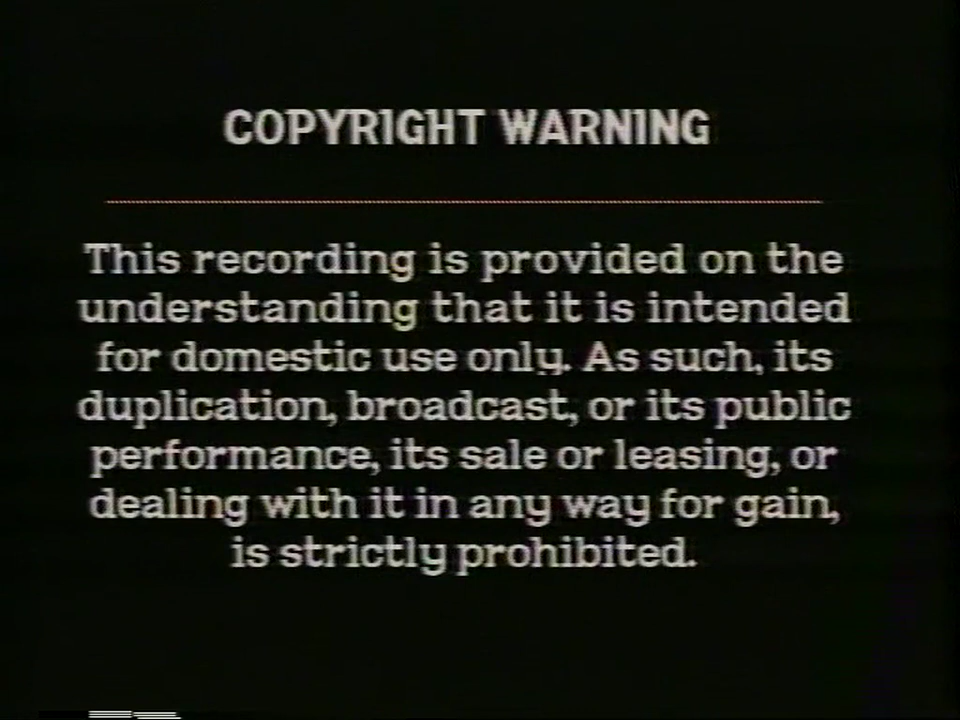 COPYRIGHT WARNING
This recording is provided on the
understanding that it is intended
for domestic use only. As such, its
duplication, broadcast, or its public
performance, its sale or leasing, or
dealing with it in any way for gain,
is strictly prohibited.